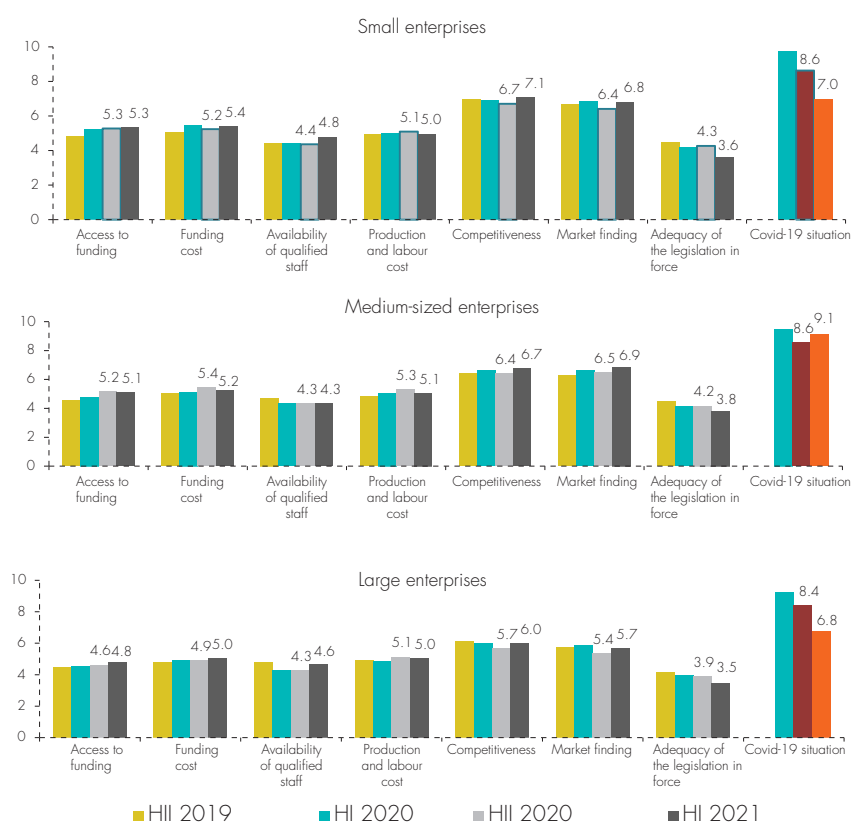 Small enterprises
10
8
6
4
2
0
5.3 5.3
5.2 5.4
4.4 4.8
5.1 5.0
6.7 7.1
6.4 6.8
4.3 3.6
8.6 7.0
Access to
funding
Funding
cost
Availability
of qualified
staff
Production
and labour
cost
Competitiveness
Market finding
Adequacy of
the legislation in
force
Covid-19 situation
Medium-sized enterprises
10
8
6
4
2
0
5.2 5.1
5.4 5.2
4.3 4.3
5.3 5.1
6.4 6.7
6.5 6.9
4.2 3.8
8.6 9.1
Access to
funding
Funding
cost
Availability
of qualified
staff
Production
and labour
cost
Competitiveness
Market finding
Adequacy of
the legislation in
force
Covid-19 situation
Large enterprises
10
8
6
4
2
0
4.6 4.8
4.9 5.0
4.3 4.6
5.1 5.0
5.7 6.0
5.4 5.7
3.9 3.5
8.4 6.8
Access to
funding
Funding
cost
Availability
of qualified
staff
Production
and labour
cost
Competitiveness
Market finding
Adequacy of
the legislation in
force
Covid-19 situation
HII 2019 HI 2020 HII 2020 HI 2021